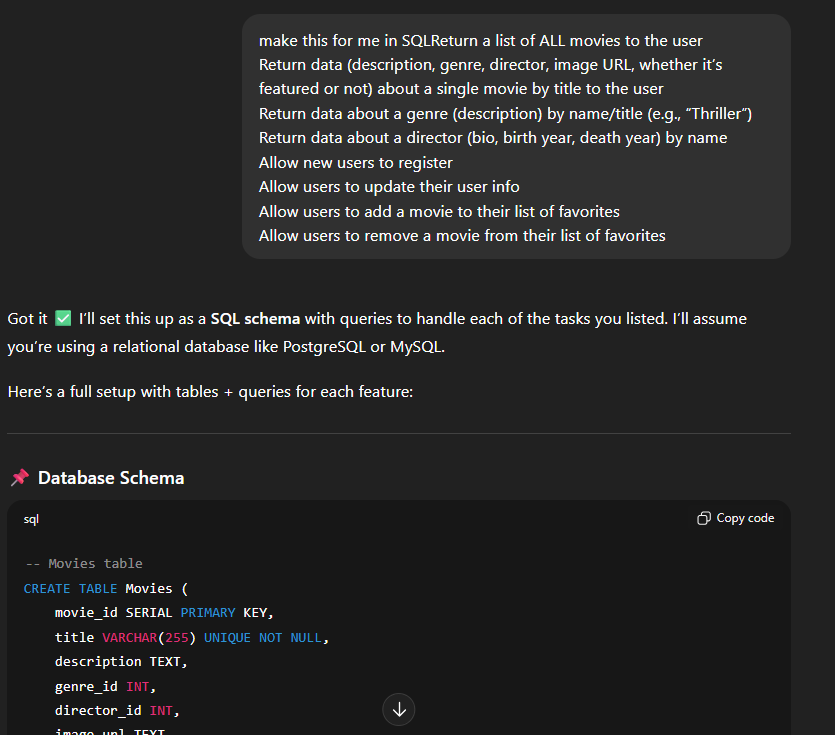 make this for me in SQLReturn a list of ALL movies to the user
Return data (description, genre, director, image URL, whether it's
featured or not) about a single movie by title to the user
Return data about a genre (description) by name/title (e.g., “Thriller”)
Return data about a director (bio, birth year, death year) by name
Allow new users to register
Allow users to update their user info
Allow users to add a movie to their list of favorites
Allow users to remove a movie from their list of favorites
Got it ✅ I'll set this up as a SQL schema with queries to handle each of the tasks you listed. I'll assume
you're using a relational database like PostgreSQL or MySQL.
Here's a full setup with tables + queries for each feature:
📌 Database Schema
sql
Copy code
-- Movies table
CREATE TABLE Movies (
movie_id SERIAL PRIMARY KEY,
title VARCHAR(255) UNIQUE NOT NULL,
description TEXT,
genre_id INT,
director_id INT,
image_url TEXT